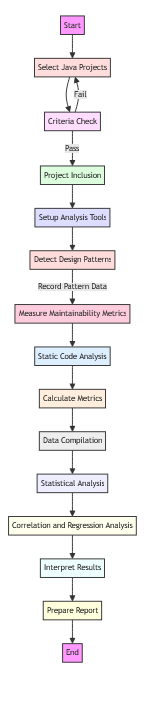 Start
Select Java Projects
Fail
Criteria Check
Pass
Project Inclusion
Setup Analysis Tools
Detect Design Patterns
Record Pattern Data
Measure Maintainability Metrics
Static Code Analysis
Calculate Metrics
Data Compilation
Statistical Analysis
Correlation and Regression Analysis
Interpret Results
Prepare Report
End